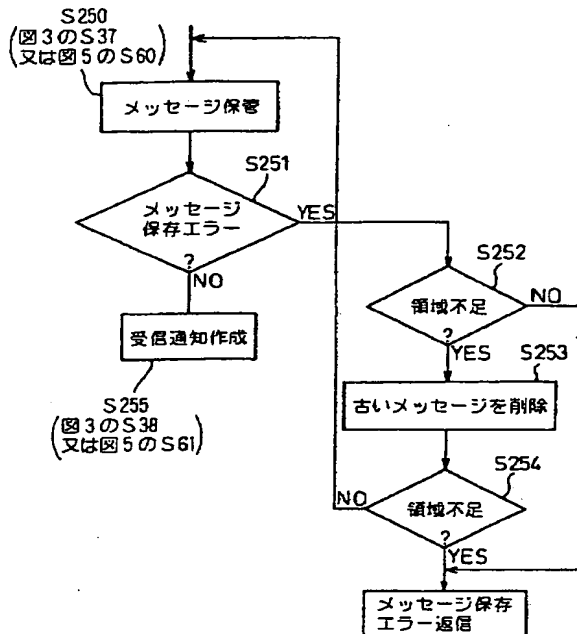 S250
(図3のS37
又は図5のS60)
メッセージ保管
S251
メッセージ
保存エラー
?
YES
NO
S252
領域不足
?
NO
YES
受信通知作成
S253
古いメッセージを削除
S255
(図3のS38
又は図5のS61)
S254
NO
領域不足
?
YES
メッセージ保存
エラー返信